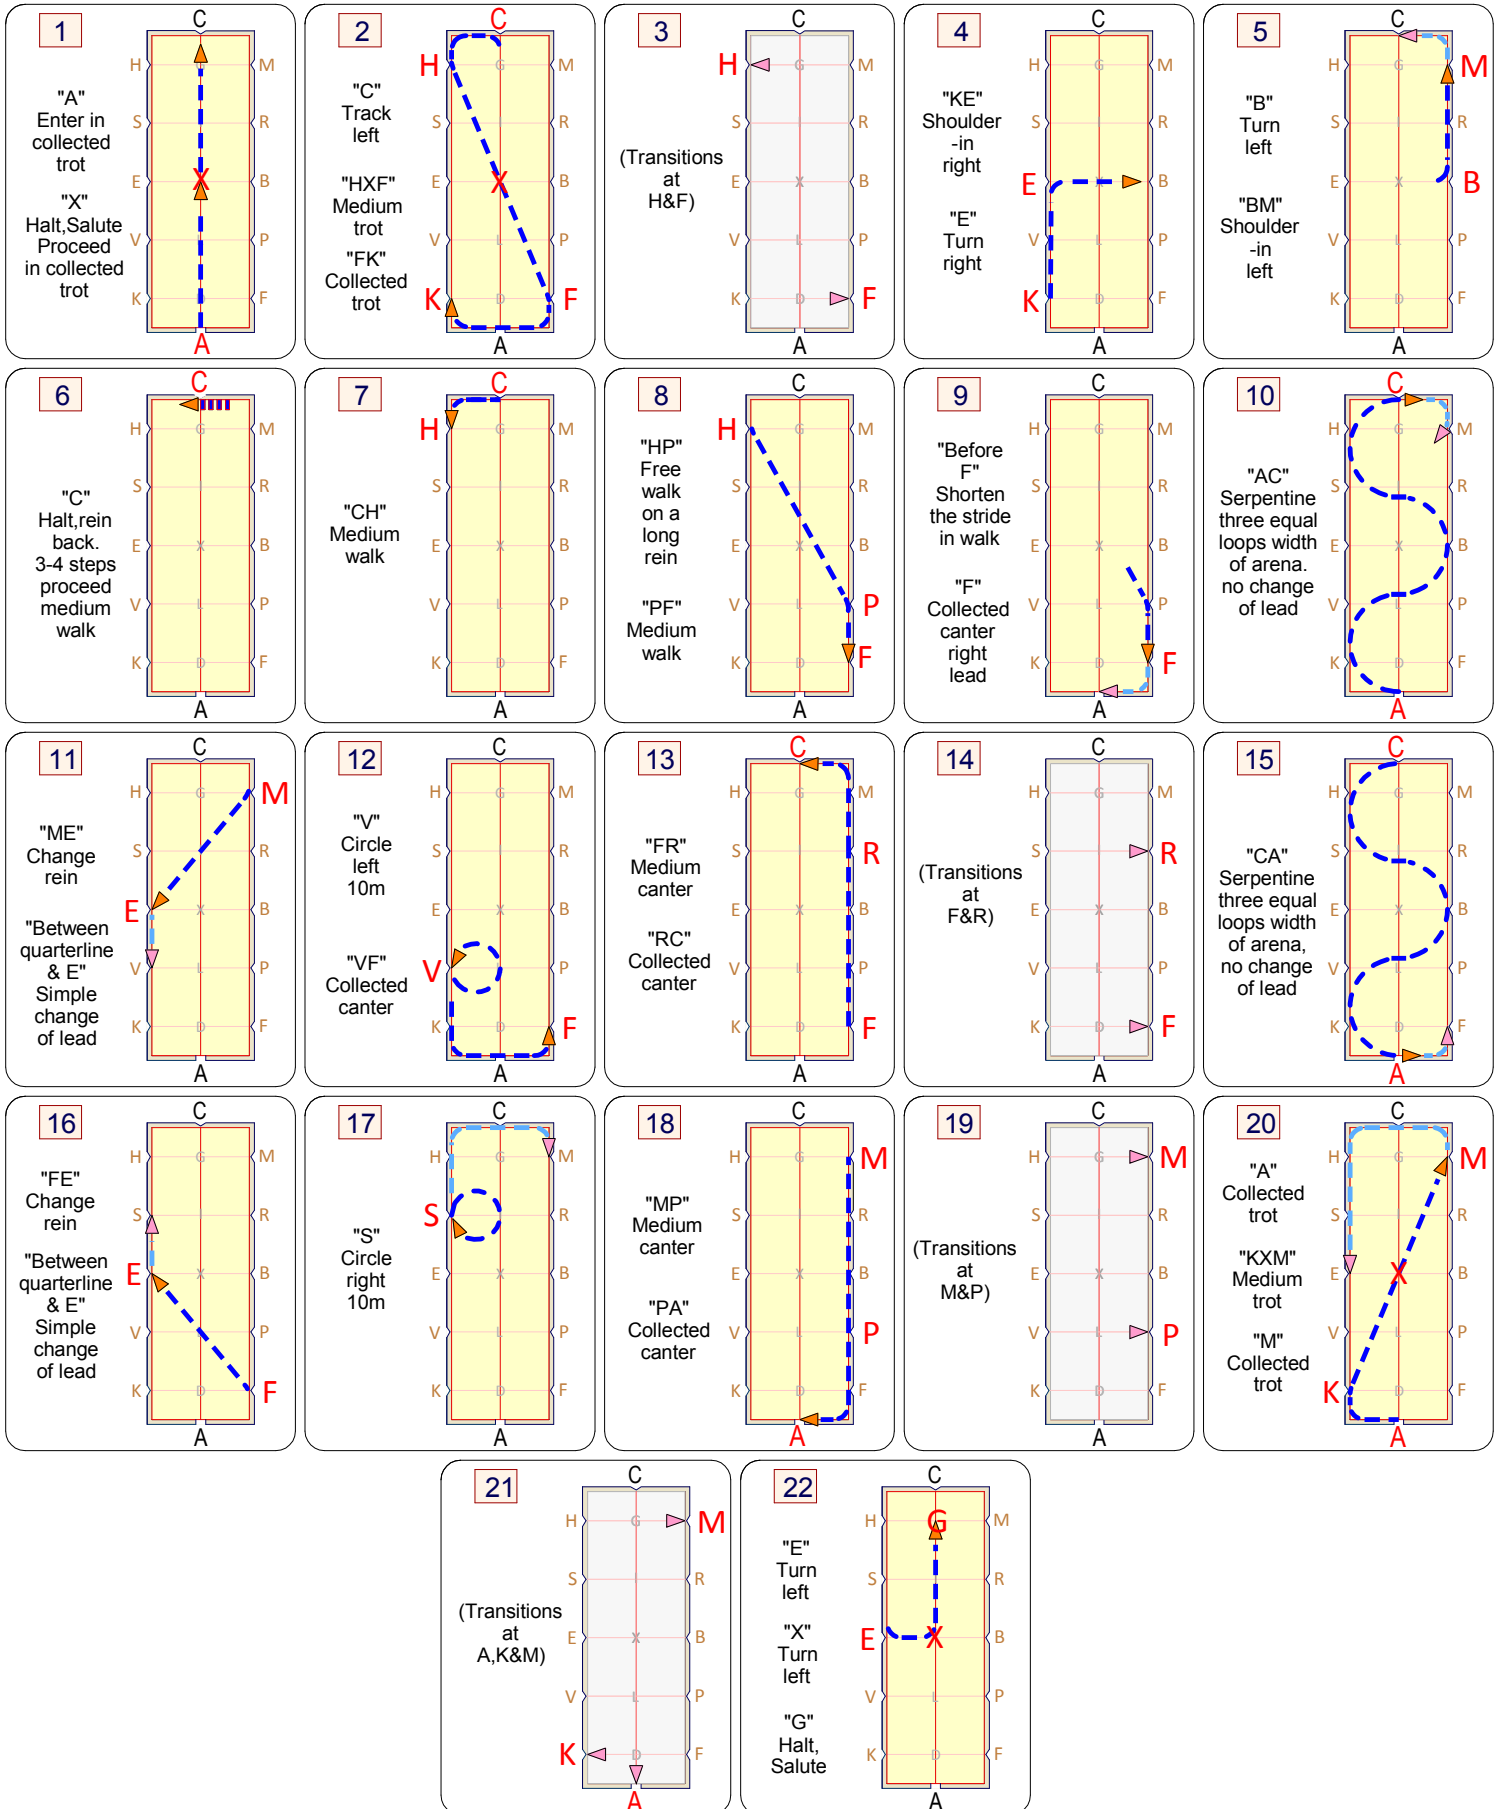 1
C
"A"
Enter in
collected
trot
"X"
Halt,Salute
Proceed
in collected
trot
H M
S R
E X B
V P
K F
A
2
C
"C"
Track
left
"HXF"
Medium
trot
"FK"
Collected
trot
H G M
S R
E X B
V L P
K D F
A
3
C
(Transitions
at
H&F)
H G M
S R
E X B
V L P
K D F
A
4
C
"KE"
Shoulder
-in
right
"E"
Turn
right
H G M
S R
E X B
V L P
K D F
A
5
C
"B"
Turn
left
"BM"
Shoulder
-in
left
H G M
S R
E X B
V L P
K D F
A
6
C
"C"
Halt,rein
back.
3-4 steps
proceed
medium
walk
H G M
S R
E X B
V L P
K D F
A
7
C
"CH"
Medium
walk
H G M
S R
E X B
V L P
K D F
A
8
C
"HP"
Free
walk
on a
long
rein
"PF"
Medium
walk
H G M
S R
E X B
V L P
K D F
A
9
C
"Before
F"
Shorten
the stride
in walk
"F"
Collected
canter
right
lead
H G M
S R
E X B
V L P
K D F
A
10
C
"AC"
Serpentine
three equal
loops width
of arena.
no change
of lead
H G M
S R
E X B
V L P
K D F
A
11
C
"ME"
Change
rein
"Between
quarterline
& E"
Simple
change
of lead
H G M
S R
E X B
V L P
K D F
A
12
C
"V"
Circle
left
10m
"VF"
Collected
canter
H G M
S R
E X B
V L P
K D F
A
13
C
"FR"
Medium
canter
"RC"
Collected
canter
H G M
S R
E X B
V L P
K D F
A
14
C
(Transitions
at
F&R)
H G M
S R
E X B
V L P
K D F
A
15
C
"CA"
Serpentine
three equal
loops width
of arena,
no change
of lead
H G M
S R
E X B
V L P
K D F
A
16
C
"FE"
Change
rein
"Between
quarterline
& E"
Simple
change
of lead
H G M
S R
E X B
V L P
K D F
A
17
C
"S"
Circle
right
10m
H G M
S R
E X B
V L P
K D F
A
18
C
"MP"
Medium
canter
"PA"
Collected
canter
H G M
S R
E X B
V L P
K D F
A
19
C
(Transitions
at
M&P)
H G M
S R
E X B
V L P
K D F
A
20
C
"A"
Collected
trot
"KXM"
Medium
trot
"M"
Collected
trot
H G M
S R
E X B
V L P
K D F
A
21
C
(Transitions
at
A,K&M)
H G M
S R
E X B
V L P
K D F
A
22
C
"E"
Turn
left
"X"
Turn
left
"G"
Halt,
Salute
H G M
S R
E X B
V L P
K D F
A